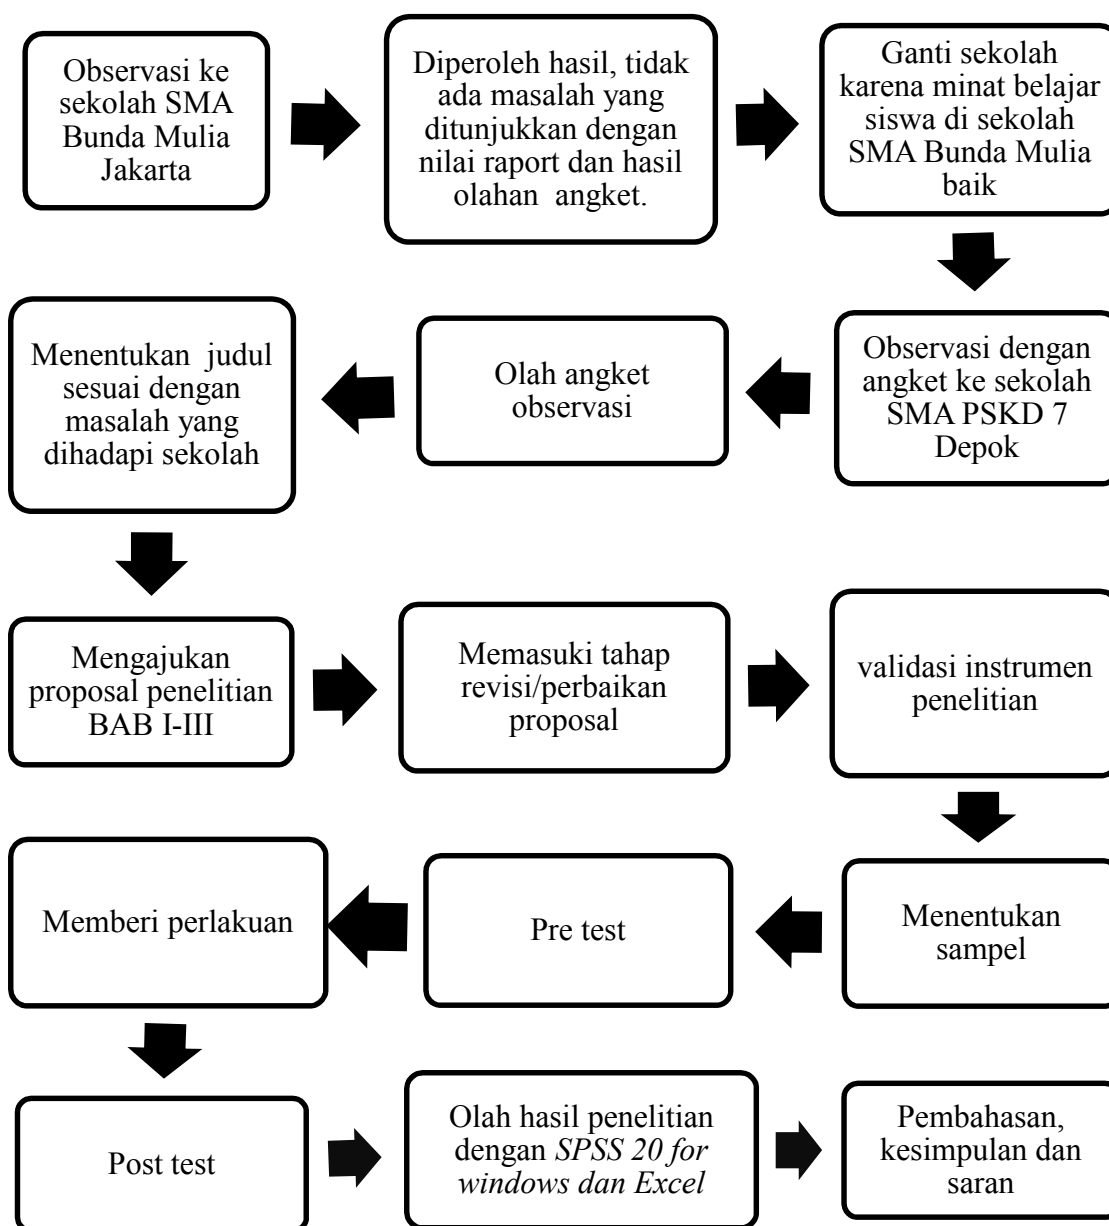 Observasi ke
sekolah SMA
Bunda Mulia
Jakarta
Diperoleh hasil, tidak
ada masalah yang
ditunjukkan dengan
nilai raport dan hasil
olahan angket.
Ganti sekolah
karena minat belajar
siswa di sekolah
SMA Bunda Mulia
baik
Observasi dengan
angket ke sekolah
SMA PSKD 7
Depok
Olah angket
observasi
Menentukan judul
sesuai dengan
masalah yang
dihadapi sekolah
Mengajukan
proposal penelitian
BAB I-III
Memasuki tahap
revisi/perbaikan
proposal
validasi instrumen
penelitian
Menentukan
sampel
Pre test
Memberi perlakuan
Post test
Olah hasil penelitian
dengan SPSS 20 for
windows dan Excel
Pembahasan,
kesimpulan dan
saran